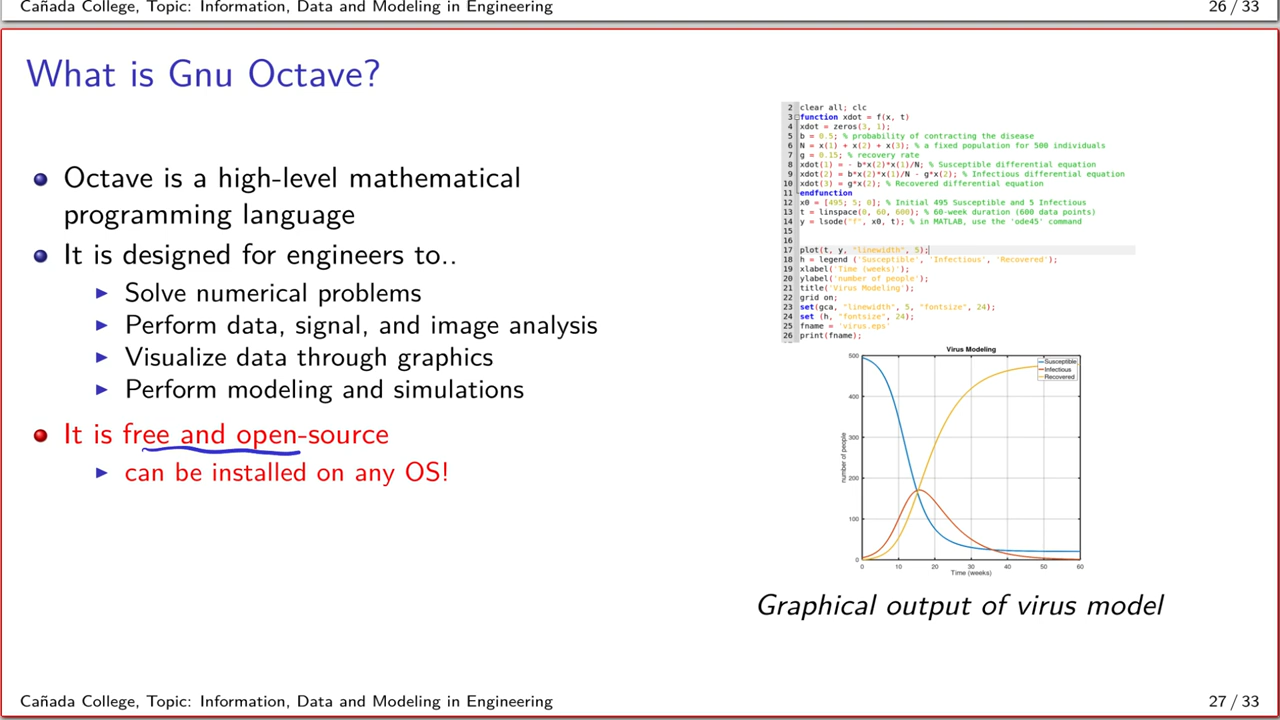 Cañada College, Topic: Information, Data and Modeling in Engineering
26 / 33
What is Gnu Octave?
Octave is a high-level mathematical
programming language
It is designed for engineers to..
Solve numerical problems
Perform data, signal, and image analysis
Visualize data through graphics
Perform modeling and simulations
It is free and open-source
can be installed on any OS!
2 clear all; clc
3 function xdot = f(x, t)
4 xdot = zeros(3, 1);
5 b = 0.5; % probability of contracting the disease
6 N = x(1) + x(2) + x(3); % a fixed population for 500 individuals
7 g = 0.15; % recovery rate
8 xdot(1) = - b*x(2)*x(1)/N; % Susceptible differential equation
9 xdot(2) = b*x(2)*x(1)/N - g*x(2); % Infectious differential equation
10 xdot(3) = g*x(2); % Recovered differential equation
11 endfunction
12 x0 = [495; 5; 0]; % Initial 495 Susceptible and 5 Infectious
13 t = linspace(0, 60, 600); % 60-week duration (600 data points)
14 y = lsode("f", x0, t); % in MATLAB, use the 'ode45' command
15
16
17 plot(t, y, "linewidth", 5);
18 h = legend ('Susceptible', 'Infectious', 'Recovered');
19 xlabel('Time (weeks)');
20 ylabel('number of people');
21 title('Virus Modeling');
22 grid on;
23 set(gca, "linewidth", 5, "fontsize", 24);
24 set (h, "fontsize", 24);
25 fname = 'virus.eps'
26 print(fname);
Virus Modeling
Susceptible
Infectious
Recovered
500
400
300
200
100
0
number of people
0 10 20 30 40 50 60
Time (weeks)
Graphical output of virus model
Cañada College, Topic: Information, Data and Modeling in Engineering
27 / 33